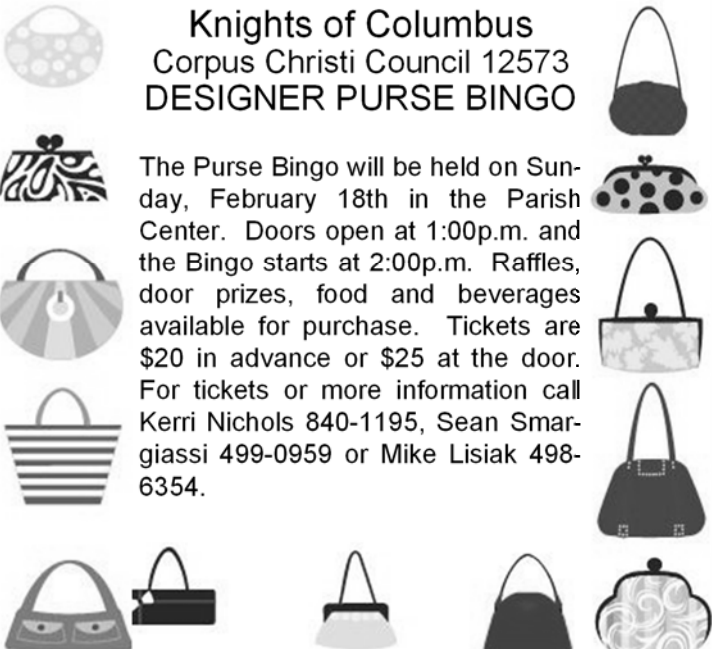 Knights of Columbus
Corpus Christi Council 12573
DESIGNER PURSE BINGO
The Purse Bingo will be held on Sun-
day, February 18th in the Parish
Center. Doors open at 1:00p.m. and
the Bingo starts at 2:00p.m. Raffles,
door prizes, food and beverages
available for purchase. Tickets are
$20 in advance or $25 at the door.
For tickets or more information call
Kerri Nichols 840-1195, Sean Smar-
giassi 499-0959 or Mike Lisiak 498-
6354.